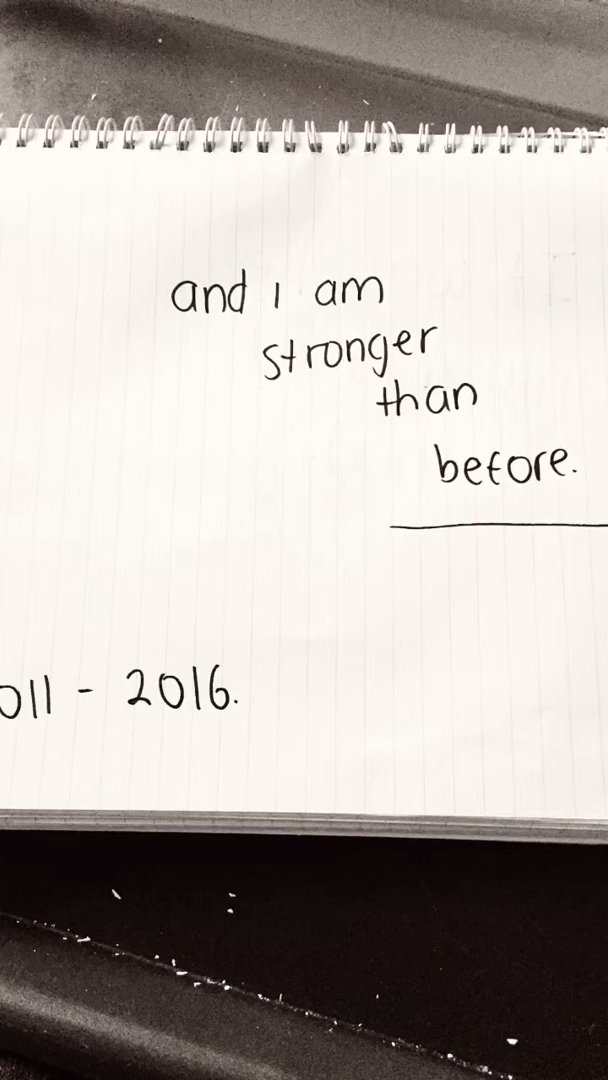 and I am
stronger
than
before.
011 - 2016.